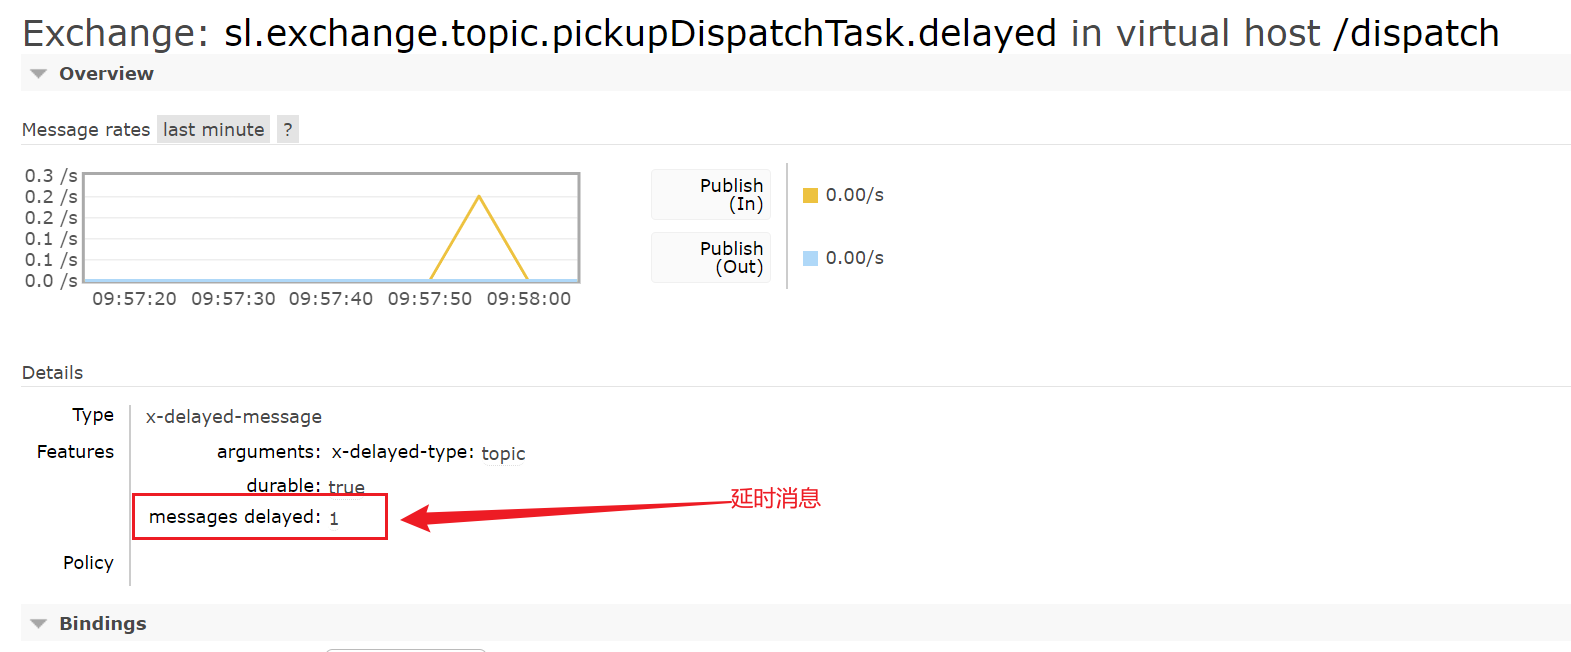 Exchange: sl.exchange.topic.pickupDispatchTask.delayed in virtual host /dispatch
Overview
Message rates last minute ?
0.3 /s
0.2 /s
0.2 /s
0.1 /s
0.1 /s
0.0 /s
09:57:20 09:57:30 09:57:40 09:57:50 09:58:00
Publish
(In)
0.00/s
Publish
(Out)
0.00/s
Details
Type x-delayed-message
Features arguments: x-delayed-type: topic
durable: true
messages delayed: 1
延时消息
Policy
Bindings